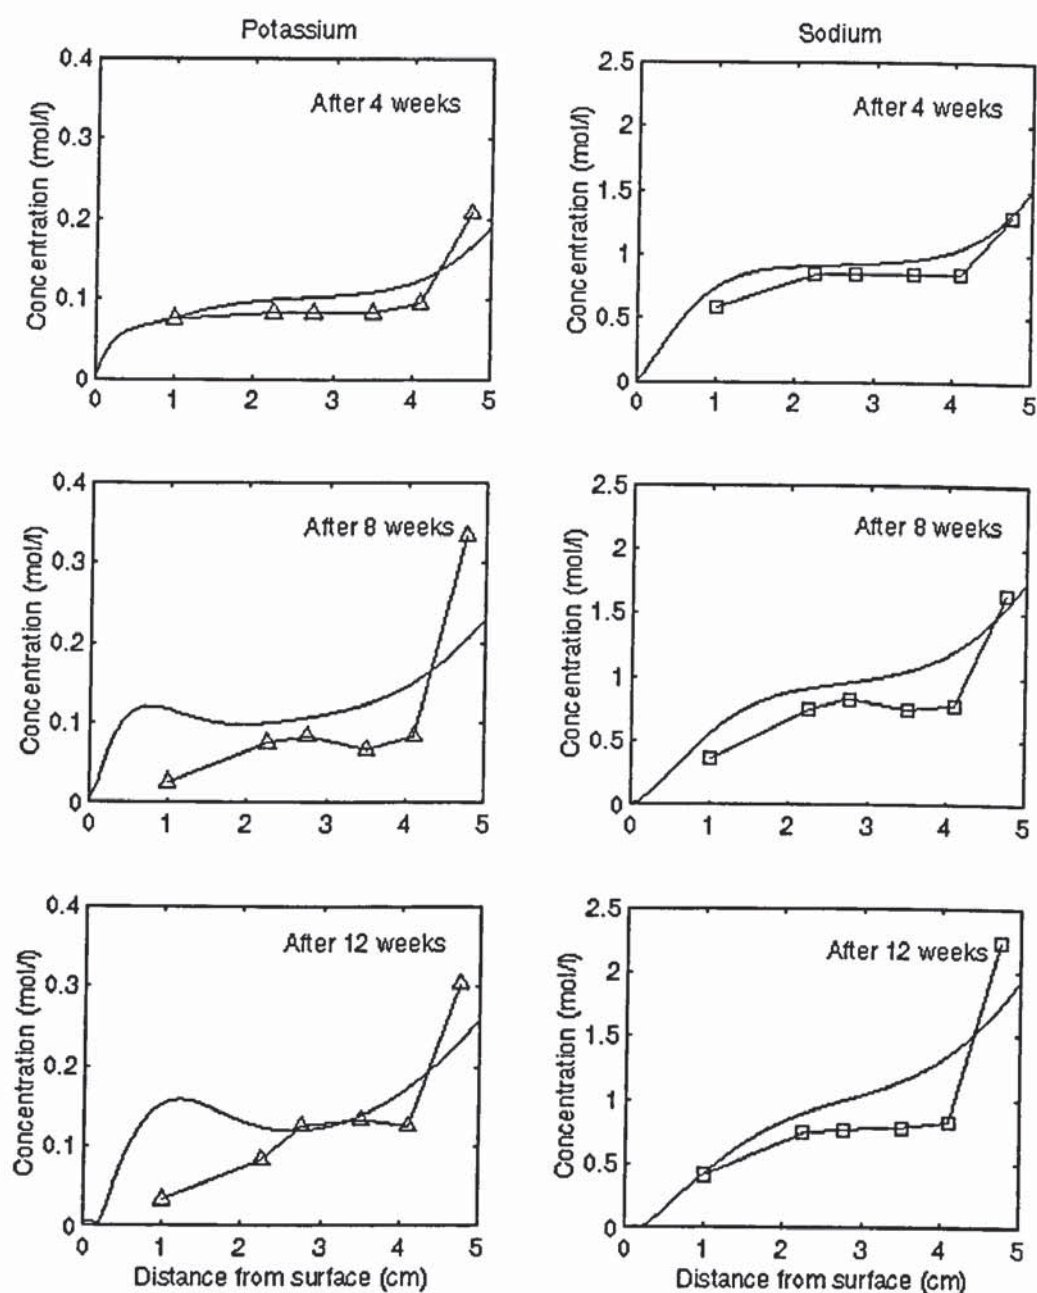 Potassium
Sodium
0.4
0.3
0.2
0.1
0
Concentration (mol/l)
After 4 weeks
0 1 2 3 4 5
2.5
2
1.5
1
0.5
0
Concentration (mol/l)
After 4 weeks
0 1 2 3 4 5
0.4
0.3
0.2
0.1
0
Concentration (mol/l)
After 8 weeks
0 1 2 3 4 5
2.5
2
1.5
1
0.5
0
Concentration (mol/l)
After 8 weeks
0 1 2 3 4 5
0.4
0.3
0.2
0.1
0
Concentration (mol/l)
After 12 weeks
0 1 2 3 4 5
Distance from surface (cm)
2.5
2
1.5
1
0.5
0
Concentration (mol/l)
After 12 weeks
0 1 2 3 4 5
Distance from surface (cm)